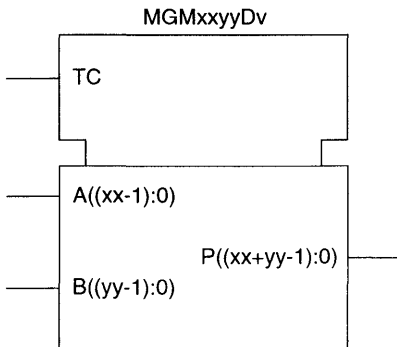 MGMxxyyDv
TC
A((xx-1):0)
P((xx+yy-1):0)
B((yy-1):0)